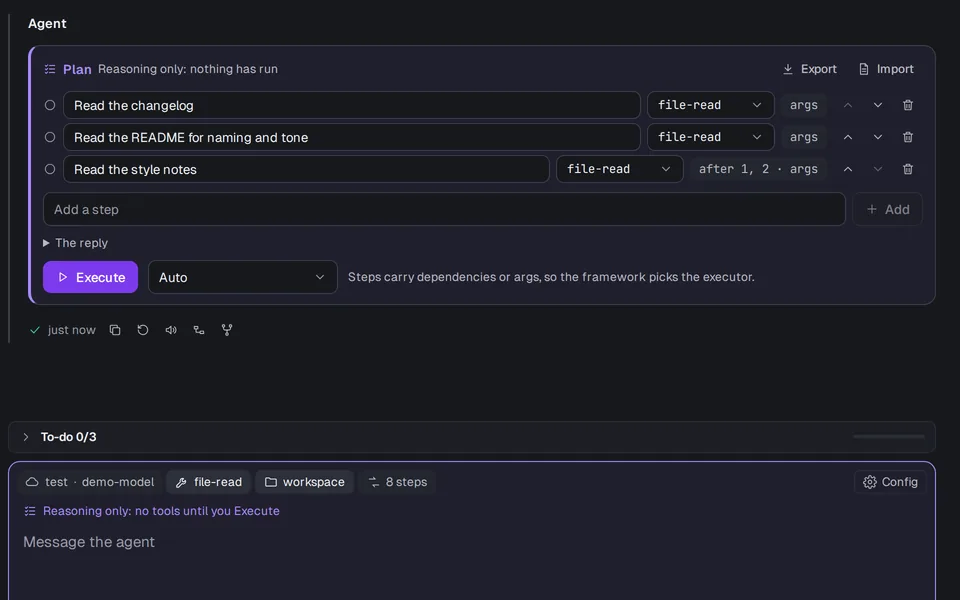 Agent
Plan Reasoning only: nothing has run Export Import
Read the changelog file-read args
Read the README for naming and tone file-read args
Read the style notes file-read after 1, 2 · args
Add a step + Add
The reply
Execute Auto Steps carry dependencies or args, so the framework picks the executor.
just now
To-do 0/3
test · demo-model file-read workspace 8 steps Config
Reasoning only: no tools until you Execute
Message the agent